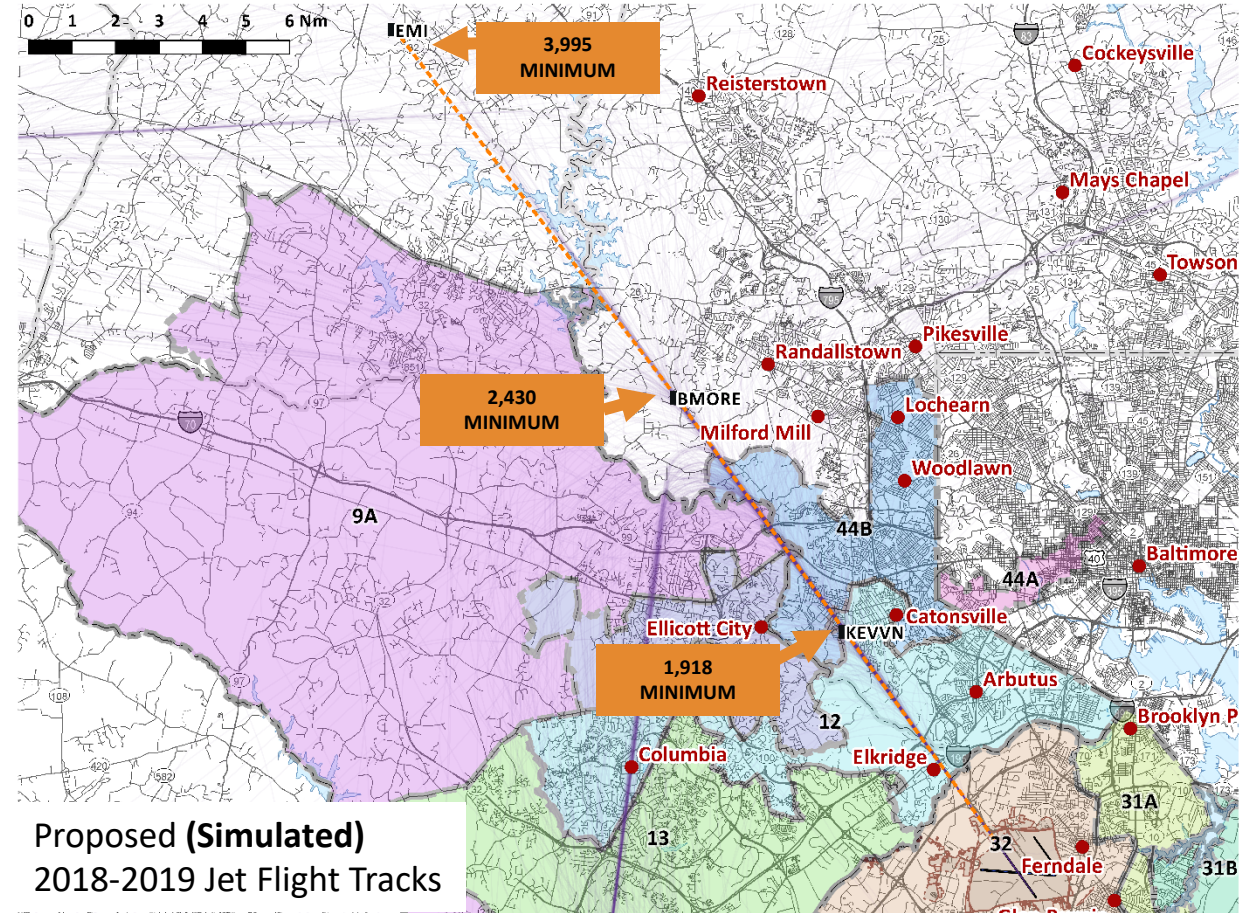 0 1 2 3 4 5 6 Nm
EMI
3,995
MINIMUM
Reisterstown
Cockeysville
Mays Chapel
Towson
Pikesville
Randallstown
2,430
MINIMUM
BMORE
Milford Mill
Lochearn
Woodlawn
9A
44B
44A
Baltimore
Ellicott City
KEVVN
Catonsville
1,918
MINIMUM
Arbutus
12
Brooklyn P
Columbia
Elkridge
31A
13
32
Ferndale
31B
Proposed (Simulated)
2018-2019 Jet Flight Tracks